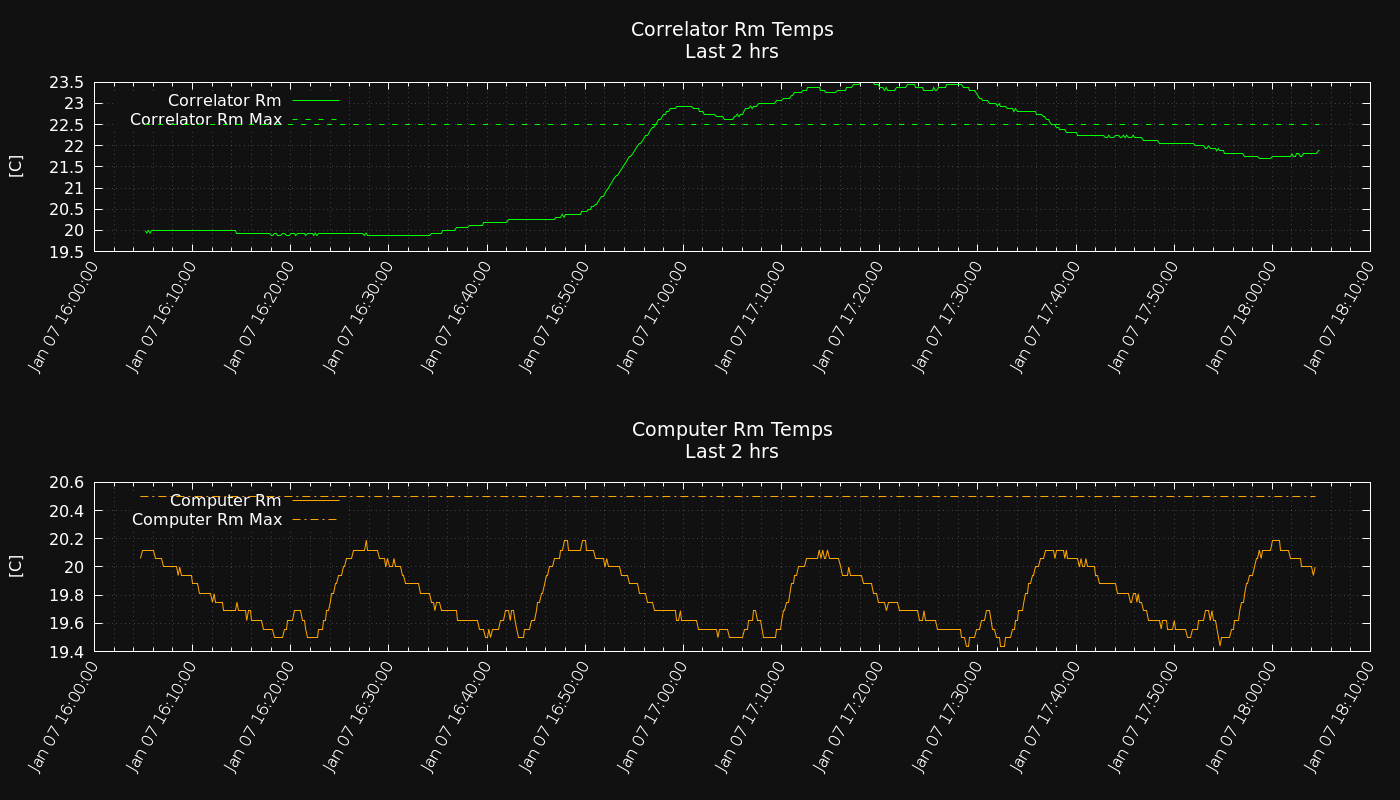 Correlator Rm Temps
Last 2 hrs
[C]
23.5
23
22.5
22
21.5
21
20.5
20
19.5
Correlator Rm
Correlator Rm Max
Jan 07 16:00:00
Jan 07 16:10:00
Jan 07 16:20:00
Jan 07 16:30:00
Jan 07 16:40:00
Jan 07 16:50:00
Jan 07 17:00:00
Jan 07 17:10:00
Jan 07 17:20:00
Jan 07 17:30:00
Jan 07 17:40:00
Jan 07 17:50:00
Jan 07 18:00:00
Jan 07 18:10:00
Computer Rm Temps
Last 2 hrs
[C]
20.6
20.4
20.2
20
19.8
19.6
19.4
Computer Rm
Computer Rm Max
Jan 07 16:00:00
Jan 07 16:10:00
Jan 07 16:20:00
Jan 07 16:30:00
Jan 07 16:40:00
Jan 07 16:50:00
Jan 07 17:00:00
Jan 07 17:10:00
Jan 07 17:20:00
Jan 07 17:30:00
Jan 07 17:40:00
Jan 07 17:50:00
Jan 07 18:00:00
Jan 07 18:10:00